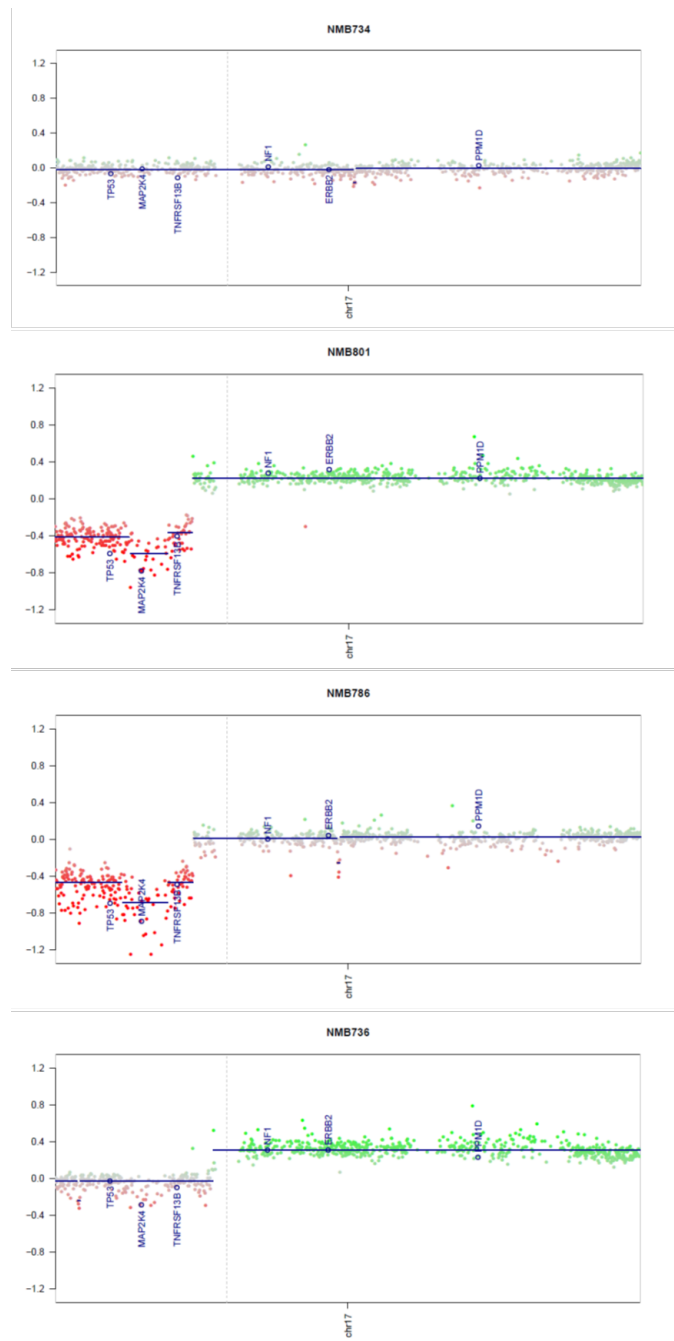 NMB734
1.2
0.8
0.4
0.0
−0.4
−0.8
−1.2
TP53
MAP2K4
TNFRSF13B
NF1
ERBB2
PPM1D
chr17
NMB801
1.2
0.8
0.4
0.0
−0.4
−0.8
−1.2
TP53
MAP2K4
TNFRSF13B
NF1
ERBB2
PPM1D
chr17
NMB786
1.2
0.8
0.4
0.0
−0.4
−0.8
−1.2
TP53
MAP2K4
TNFRSF13B
NF1
ERBB2
PPM1D
chr17
NMB736
1.2
0.8
0.4
0.0
−0.4
−0.8
−1.2
TP53
MAP2K4
TNFRSF13B
NF1
ERBB2
PPM1D
chr17